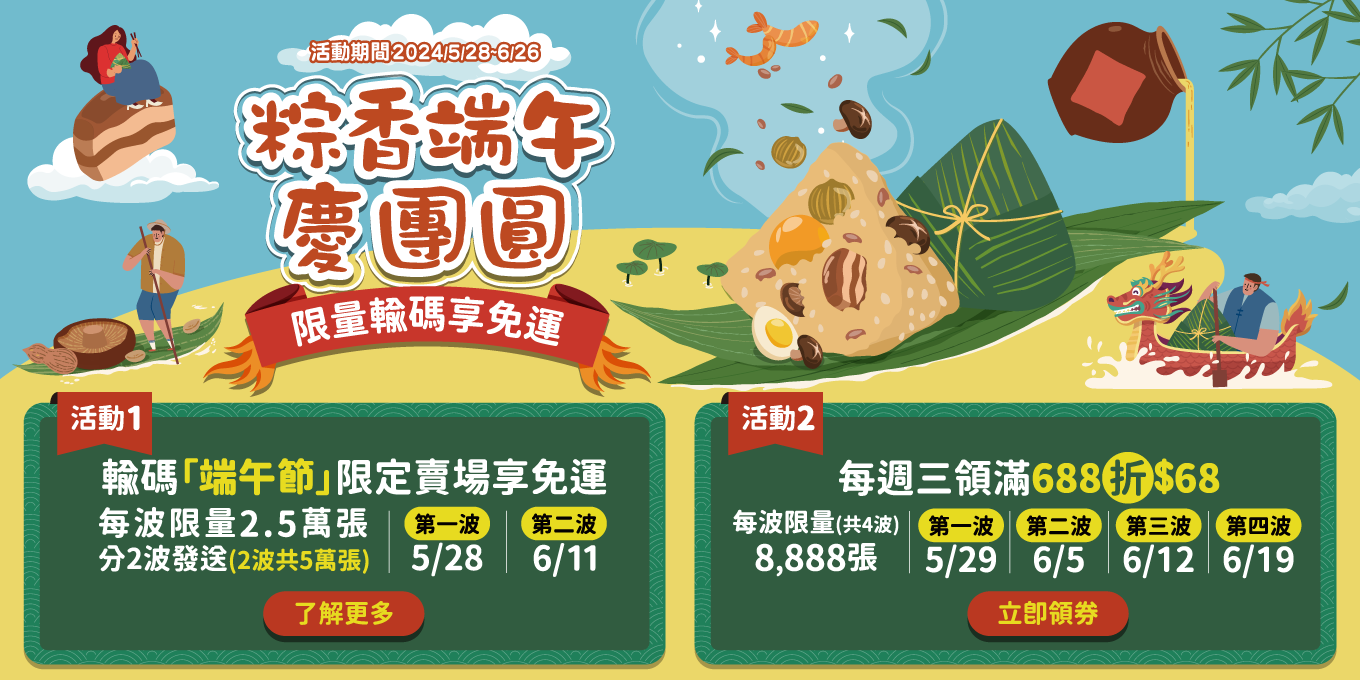 活動期間2024/5/28~6/26
粽香端午
慶團圓
限量輸碼享免運
活動1
輸碼「端午節」限定賣場享免運
每波限量2.5萬張
分2波發送(2波共5萬張)
第一波
5/28
第二波
6/11
了解更多
活動2
每週三領滿688折$68
每波限量(共4波)
8,888張
第一波
5/29
第二波
6/5
第三波
6/12
第四波
6/19
立即領券